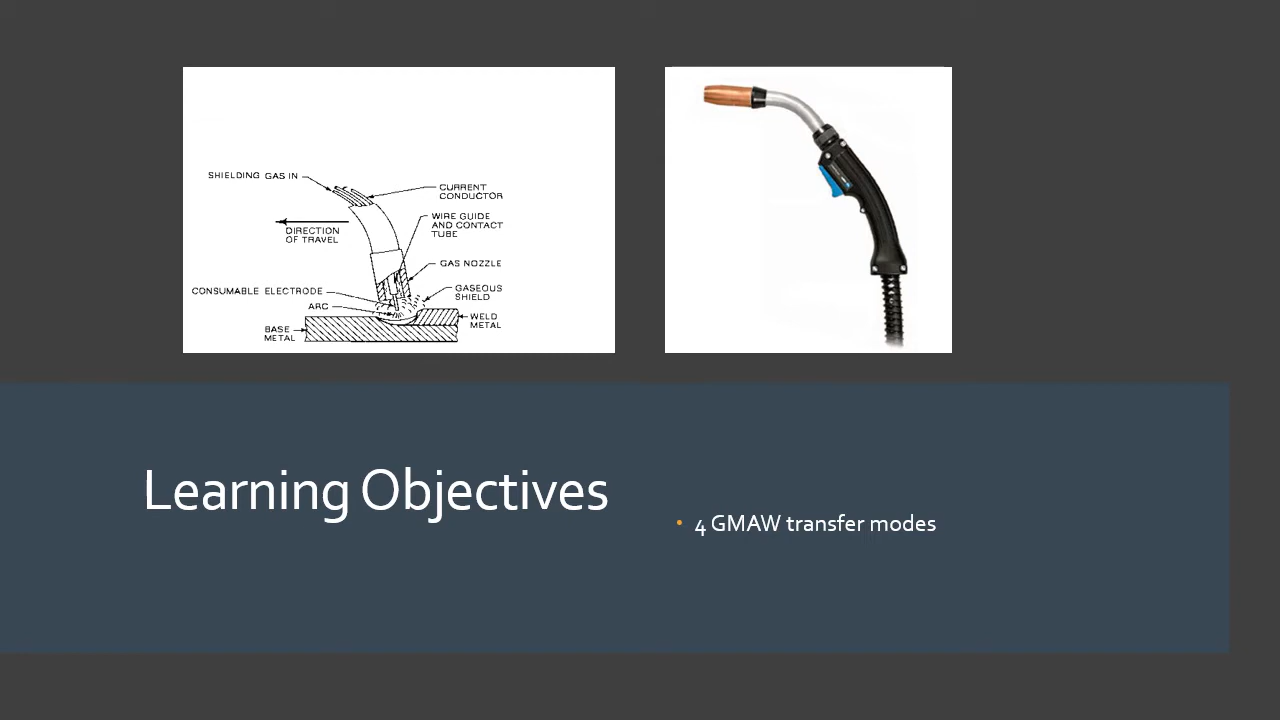 SHIELDING GAS IN
CURRENT
CONDUCTOR
DIRECTION
OF TRAVEL
WIRE GUIDE
AND CONTACT
TUBE
GAS NOZZLE
CONSUMABLE ELECTRODE
GASEOUS
SHIELD
ARC
WELD
METAL
BASE
METAL
Learning Objectives
• 4 GMAW transfer modes